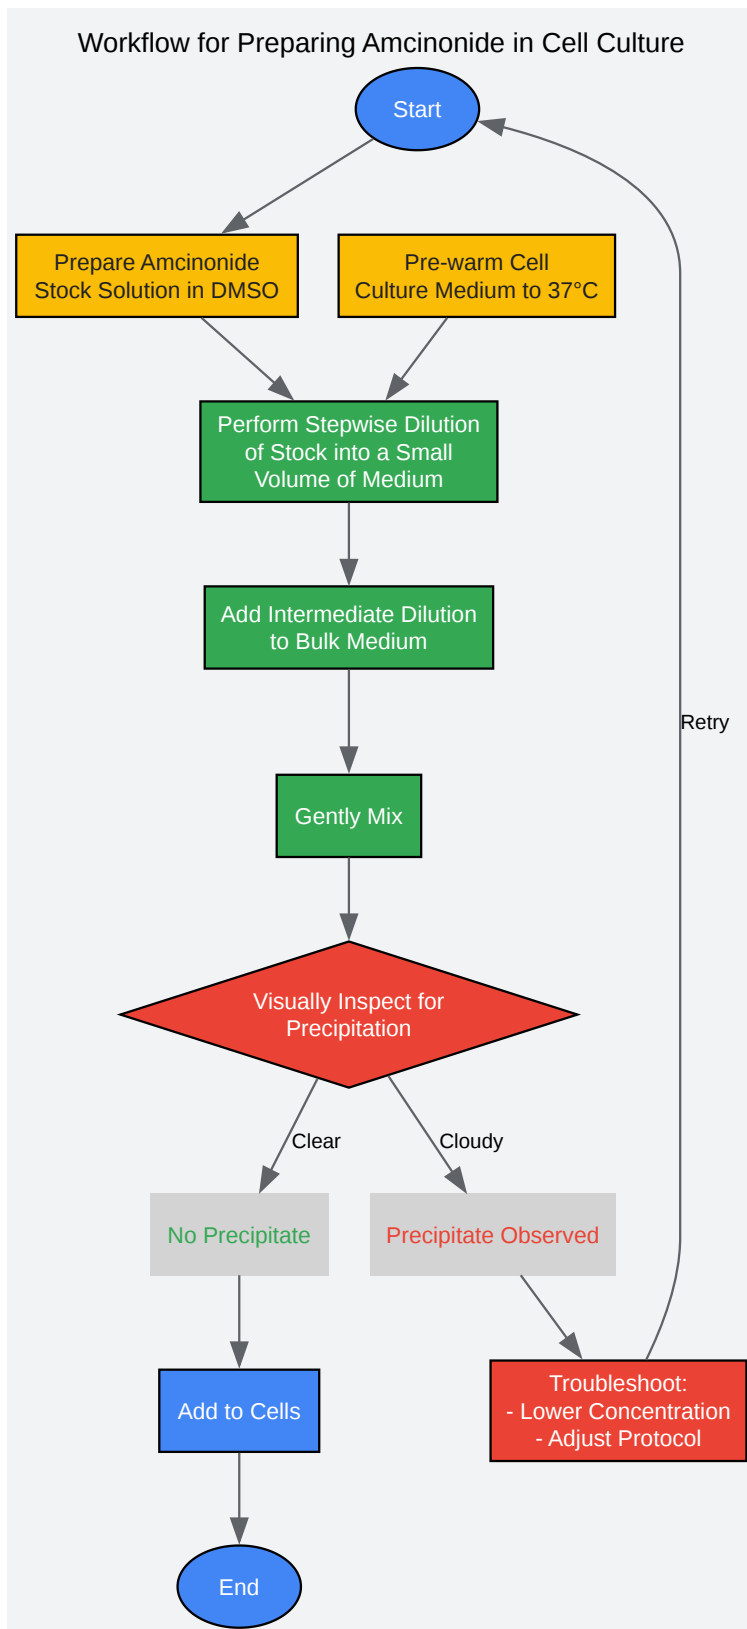 Workflow for Preparing Amcinonide in Cell Culture
Start
Prepare Amcinonide
Stock Solution in DMSO
Pre-warm Cell
Culture Medium to 37°C
Perform Stepwise Dilution
of Stock into a Small
Volume of Medium
Add Intermediate Dilution
to Bulk Medium
Retry
Gently Mix
Visually Inspect for
Precipitation
Clear
Cloudy
No Precipitate
Precipitate Observed
Add to Cells
Troubleshoot:
- Lower Concentration
- Adjust Protocol
End